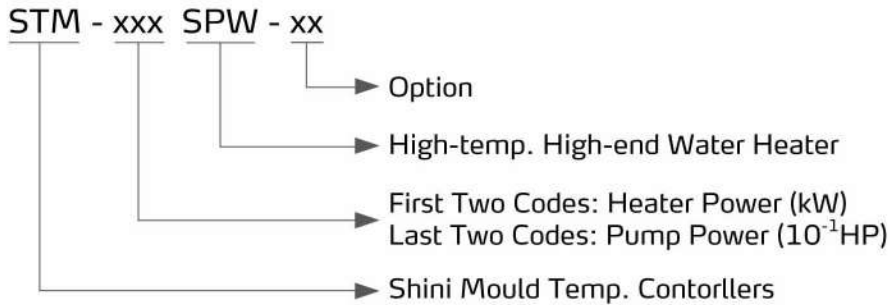 STM - xxx SPW - xx
Option
High-temp. High-end Water Heater
First Two Codes: Heater Power (kW)
Last Two Codes: Pump Power (10⁻¹HP)
Shini Mould Temp. Contorllers